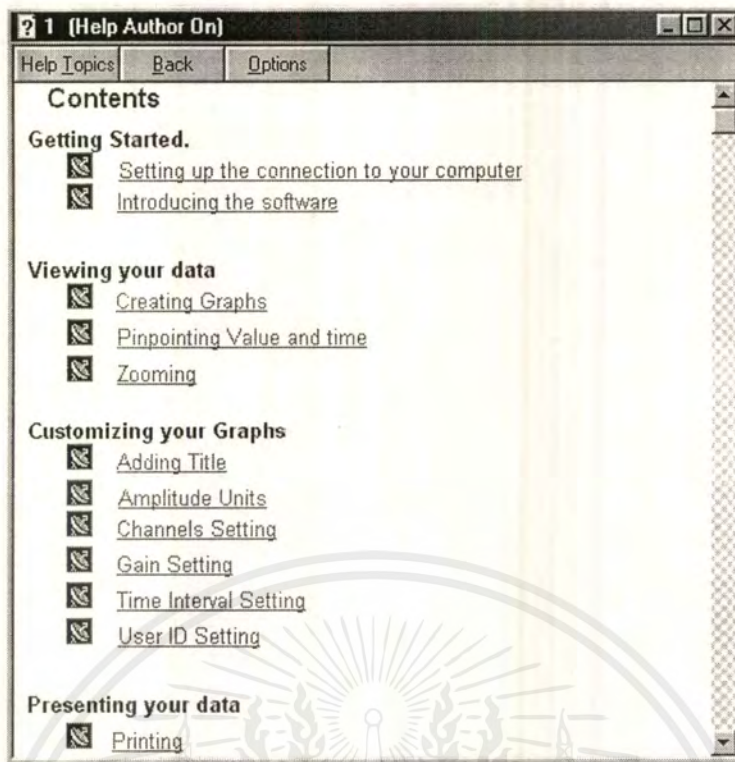 ? 1 (Help Author On)
Help Topics Back Options
Contents
Getting Started.
Setting up the connection to your computer
Introducing the software
Viewing your data
Creating Graphs
Pinpointing Value and time
Zooming
Customizing your Graphs
Adding Title
Amplitude Units
Channels Setting
Gain Setting
Time Interval Setting
User ID Setting
Presenting your data
Printing